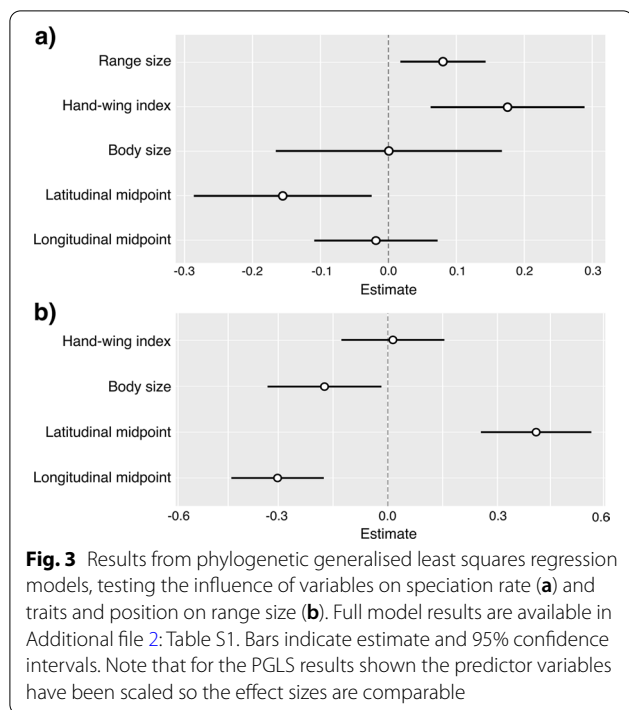 a)
Range size
Hand-wing index
Body size
Latitudinal midpoint
Longitudinal midpoint
-0.3 -0.2 -0.1 0.0 0.1 0.2 0.3
Estimate
b)
Hand-wing index
Body size
Latitudinal midpoint
Longitudinal midpoint
-0.6 -0.3 0.0 0.3 0.6
Estimate
Fig. 3 Results from phylogenetic generalised least squares regression
models, testing the influence of variables on speciation rate (a) and
traits and position on range size (b). Full model results are available in
Additional file 2: Table S1. Bars indicate estimate and 95% confidence
intervals. Note that for the PGLS results shown the predictor variables
have been scaled so the effect sizes are comparable